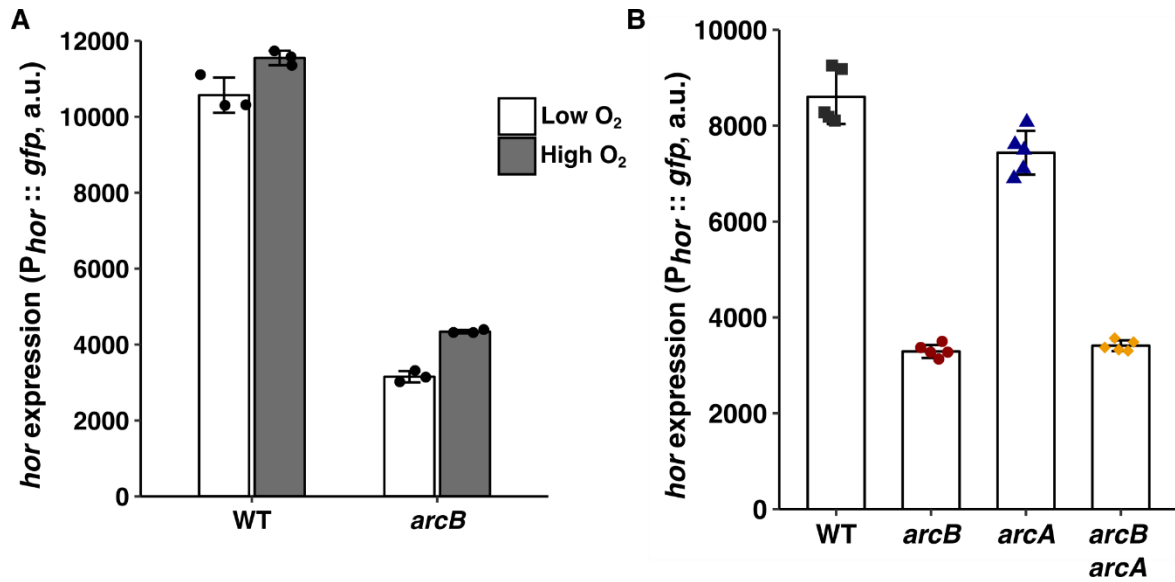 A
hor expression (Phor :: gfp, a.u.)
12000
10000
8000
6000
4000
2000
0
WT
arcB
Low O₂
High O₂
B
hor expression (Phor :: gfp, a.u.)
10000
8000
6000
4000
2000
0
WT
arcB
arcA
arcB
arcA